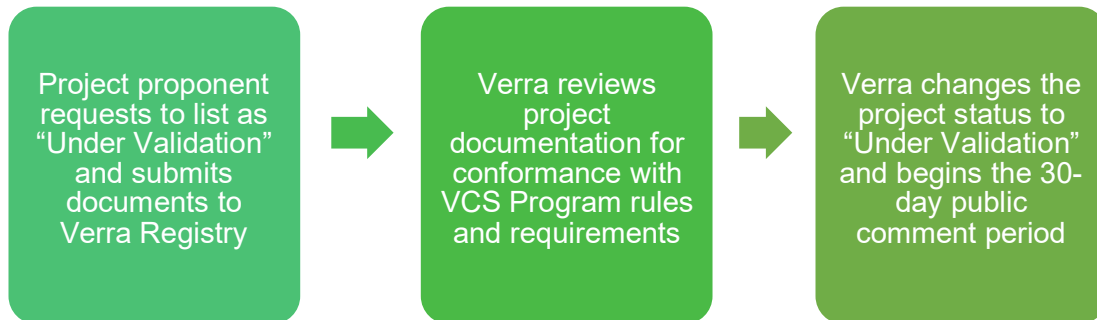 Project proponent
requests to list as
“Under Validation”
and submits
documents to
Verra Registry
Verra reviews
project
documentation for
conformance with
VCS Program rules
and requirements
Verra changes the
project status to
“Under Validation”
and begins the 30-
day public
comment period